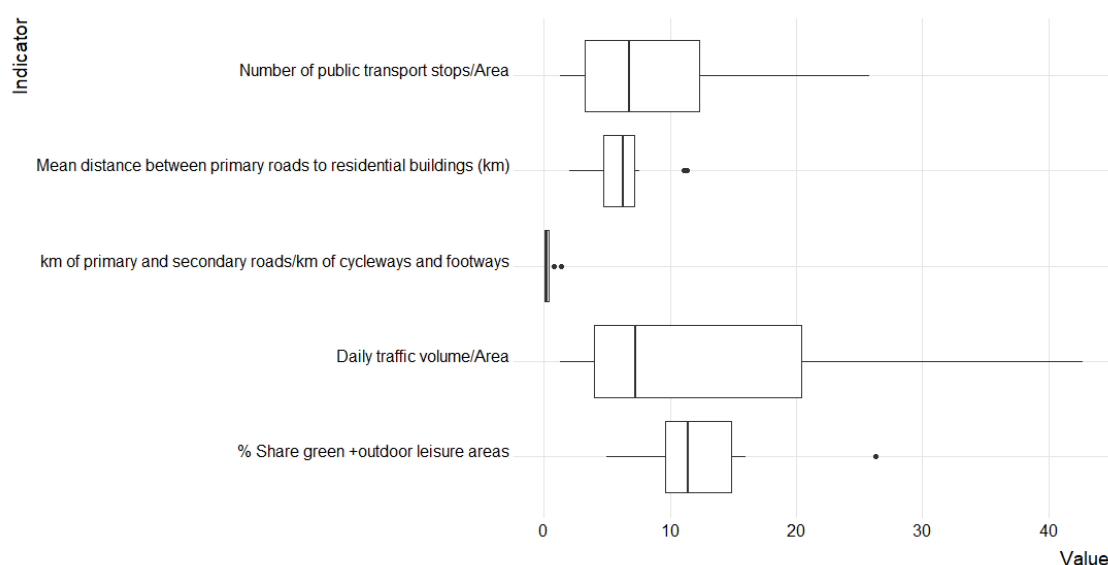 Indicator
Number of public transport stops/Area
Mean distance between primary roads to residential buildings (km)
km of primary and secondary roads/km of cycleways and footways
Daily traffic volume/Area
% Share green +outdoor leisure areas
0 10 20 30 40
Value